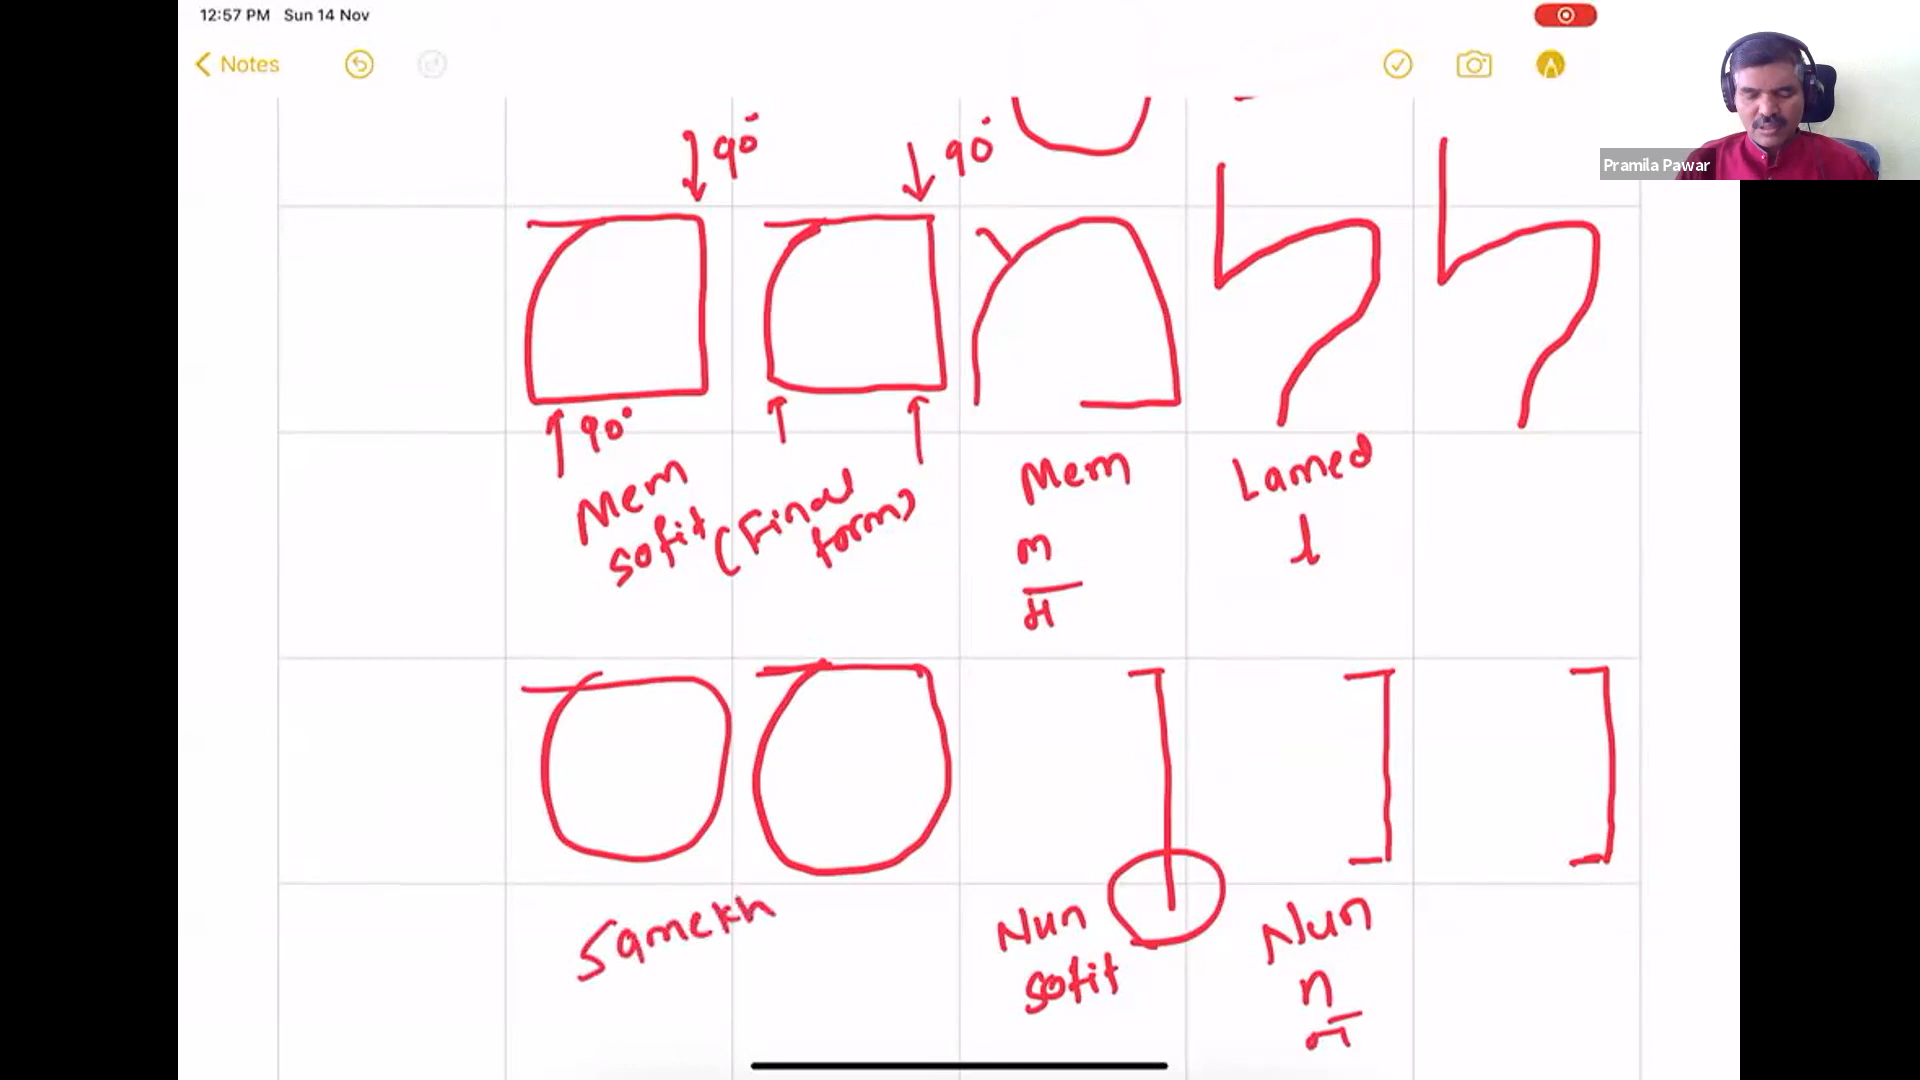 12:57 PM Sun 14 Nov
Notes
Pramila Pawar
90° 90°
ם ם מ ל ל
90°
Mem sofit (Final form)
Mem
m
म
Lamed
l
ס ס ן נ נ
Samekh
Nun sofit
Nun
n
न